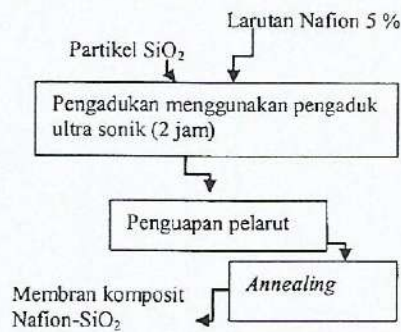 Larutan Nafion 5 %
Partikel SiO₂
Pengadukan menggunakan pengaduk
ultra sonik (2 jam)
Penguapan pelarut
Annealing
Membran komposit
Nafion-SiO₂